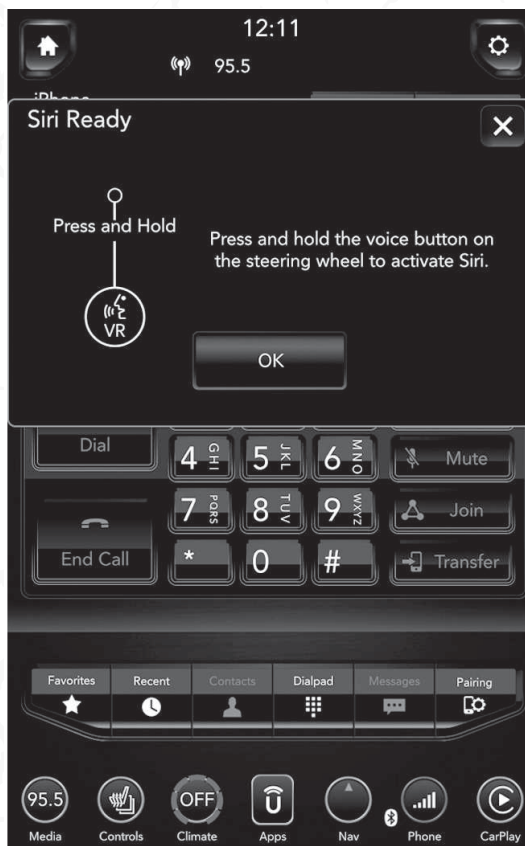 12:11
95.5
iPhone
Siri Ready
Press and Hold
Press and hold the voice button on
the steering wheel to activate Siri.
VR
OK
Dial
4 GHI
5 JKL
6 MNO
Mute
7 PQRS
8 TUV
9 WXYZ
Join
End Call
*
0
#
Transfer
Favorites
Recent
Contacts
Dialpad
Messages
Pairing
95.5
OFF
Media
Controls
Climate
Apps
Nav
Phone
CarPlay